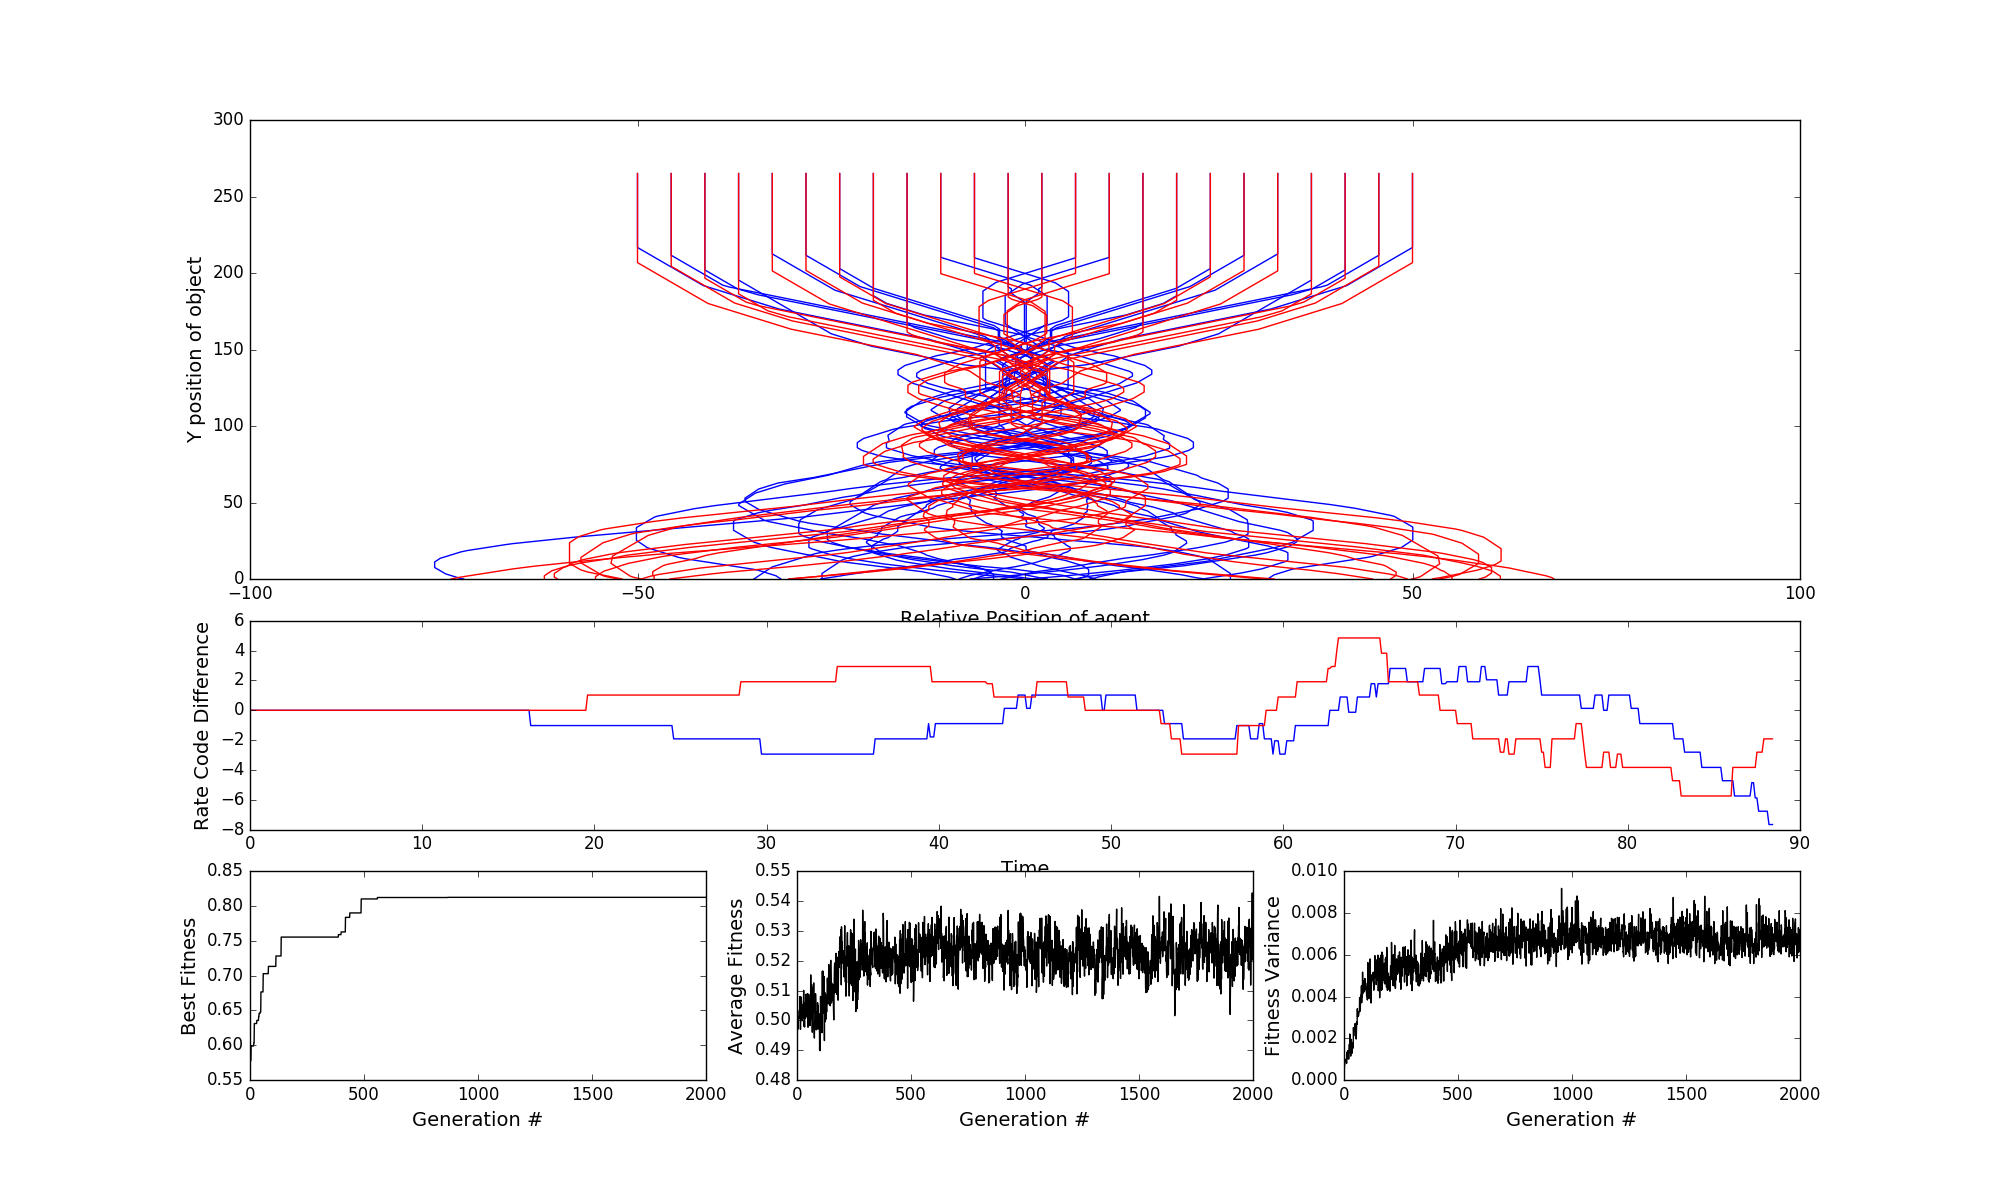 300
250
200
150
100
50
0
Y position of object
−100 −50 0 50 100
Relative Position of agent
6
4
2
0
−2
−4
−6
−8
Rate Code Difference
0 10 20 30 40 50 60 70 80 90
Time
0.85
0.80
0.75
0.70
0.65
0.60
0.55
Best Fitness
0 500 1000 1500 2000
Generation #
0.55
0.54
0.53
0.52
0.51
0.50
0.49
0.48
Average Fitness
0 500 1000 1500 2000
Generation #
0.010
0.008
0.006
0.004
0.002
0.000
Fitness Variance
0 500 1000 1500 2000
Generation #